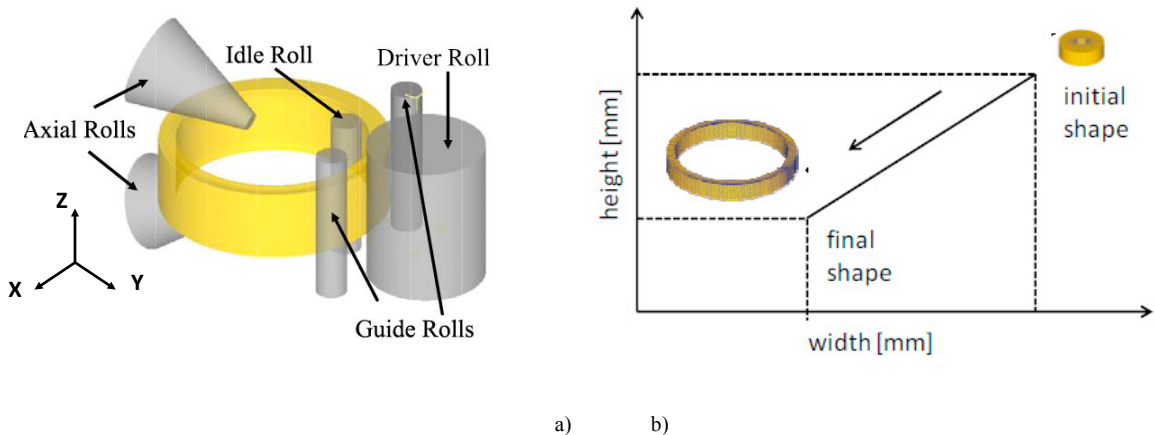 Idle Roll
Driver Roll
Axial Rolls
Z
X
Y
Guide Rolls
height [mm]
initial
shape
final
shape
width [mm]
a)
b)